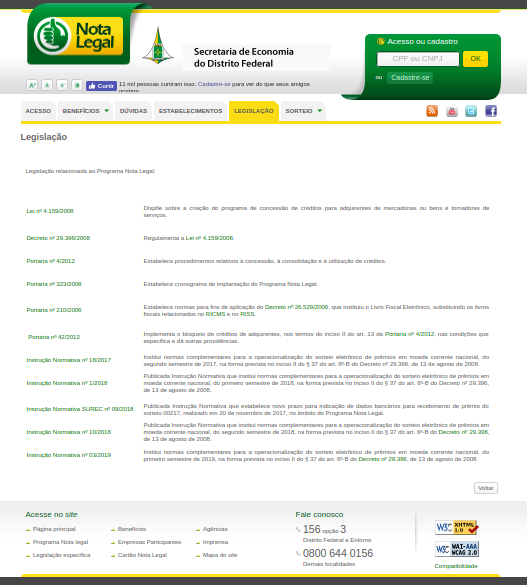 Nota
Legal
Secretaria de Economia
do Distrito Federal
Acesso ou cadastro
CPF ou CNPJ
OK
ou Cadastre-se
A+ A A-
Curtir 11 mil pessoas curtiram isso. Cadastre-se para ver do que seus amigos
gostam.
ACESSO BENEFÍCIOS DÚVIDAS ESTABELECIMENTOS LEGISLAÇÃO SORTEIO
Legislação
Legislação relacionada ao Programa Nota Legal:
Lei nº 4.159/2008
Dispõe sobre a criação do programa de concessão de créditos para adquirentes de mercadorias ou bens e tomadores de
serviços.
Decreto nº 29.396/2008
Regulamenta a Lei nº 4.159/2008.
Portaria nº 4/2012
Estabelece procedimentos relativos à concessão, à consolidação e à utilização de créditos.
Portaria nº 323/2008
Estabelece cronograma de implantação do Programa Nota Legal.
Portaria nº 210/2006
Estabelece normas para fins de aplicação do Decreto nº 26.529/2006, que instituiu o Livro Fiscal Eletrônico, substituindo os livros
fiscais relacionados no RICMS e no RISS.
Portaria nº 42/2012
Implementa o bloqueio de créditos de adquirentes, nos termos do inciso II do art. 13 da Portaria nº 4/2012, nas condições que
especifica e dá outras providências.
Instrução Normativa nº 18/2017
Institui normas complementares para a operacionalização do sorteio eletrônico de prêmios em moeda corrente nacional, do
segundo semestre de 2017, na forma prevista no inciso II do § 37 do art. 6º-B do Decreto nº 29.396, de 13 de agosto de 2008.
Instrução Normativa nº 1/2018
Publicada Instrução Normativa que institui normas complementares para a operacionalização do sorteio eletrônico de prêmios em
moeda corrente nacional, do primeiro semestre de 2018, na forma prevista no inciso II do § 37 do art. 6º-B do Decreto nº 29.396,
de 13 de agosto de 2008.
Instrução Normativa SUREC nº 09/2018
Publicada Instrução Normativa que estabelece novo prazo para indicação de dados bancários para recebimento de prêmio do
sorteio 00217, realizado em 20 de novembro de 2017, no âmbito do Programa Nota Legal.
Instrução Normativa nº 10/2018
Publicada Instrução Normativa que institui normas complementares para a operacionalização do sorteio eletrônico de prêmios em
moeda corrente nacional, do segundo semestre de 2018, na forma prevista no inciso II do § 37 do art. 6º-B do Decreto nº 29.396,
de 13 de agosto de 2008.
Instrução Normativa nº 03/2019
Institui normas complementares para a operacionalização do sorteio eletrônico de prêmios em moeda corrente nacional, do
primeiro semestre de 2019, na forma prevista no inciso II do § 37 do art. 6º-B do Decreto nº 29.396, de 13 de agosto de 2008.
Voltar
Acesse no site
Página principal
Programa Nota legal
Legislação específica
Benefícios
Empresas Participantes
Cartão Nota Legal
Agências
Imprensa
Mapa do site
Fale conosco
156 opção 3
Distrito Federal e Entorno
0800 644 0156
Demais localidades
W3C XHTML 1.0
W3C WAI-AAA WCAG 2.0
Compatibilidade